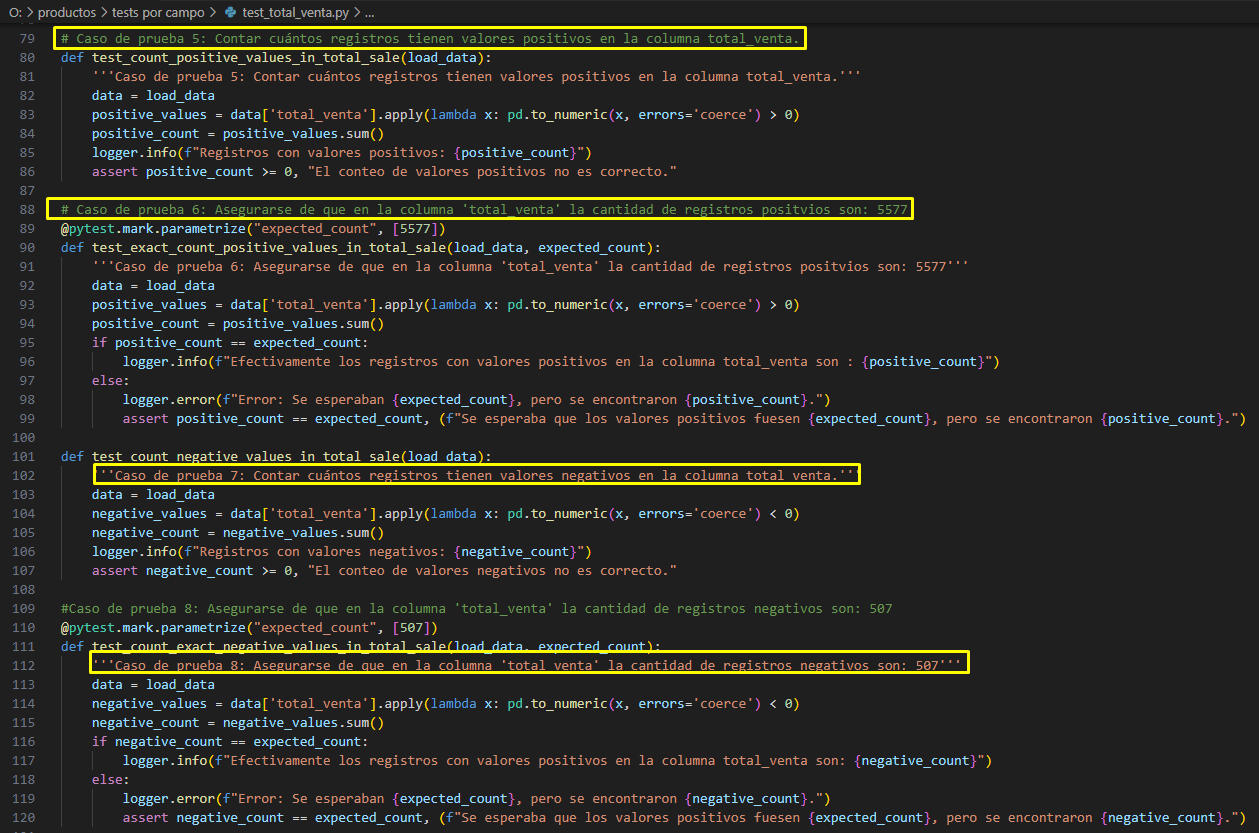 O: > productos > tests por campo > test_total_venta.py > ...
79 # Caso de prueba 5: Contar cuántos registros tienen valores positivos en la columna total_venta.
80 def test_count_positive_values_in_total_sale(load_data):
81     '''Caso de prueba 5: Contar cuántos registros tienen valores positivos en la columna total_venta.'''
82     data = load_data
83     positive_values = data['total_venta'].apply(lambda x: pd.to_numeric(x, errors='coerce') > 0)
84     positive_count = positive_values.sum()
85     logger.info(f"Registros con valores positivos: {positive_count}")
86     assert positive_count >= 0, "El conteo de valores positivos no es correcto."
87
88 # Caso de prueba 6: Asegurarse de que en la columna 'total_venta' la cantidad de registros positvios son: 5577
89 @pytest.mark.parametrize("expected_count", [5577])
90 def test_exact_count_positive_values_in_total_sale(load_data, expected_count):
91     '''Caso de prueba 6: Asegurarse de que en la columna 'total_venta' la cantidad de registros positvios son: 5577'''
92     data = load_data
93     positive_values = data['total_venta'].apply(lambda x: pd.to_numeric(x, errors='coerce') > 0)
94     positive_count = positive_values.sum()
95     if positive_count == expected_count:
96         logger.info(f"Efectivamente los registros con valores positivos en la columna total_venta son : {positive_count}")
97     else:
98         logger.error(f"Error: Se esperaban {expected_count}, pero se encontraron {positive_count}.")
99         assert positive_count == expected_count, (f"Se esperaba que los valores positivos fuesen {expected_count}, pero se encontraron {positive_count}.")
100
101 def test_count_negative_values_in_total_sale(load_data):
102     '''Caso de prueba 7: Contar cuántos registros tienen valores negativos en la columna total_venta.'''
103     data = load_data
104     negative_values = data['total_venta'].apply(lambda x: pd.to_numeric(x, errors='coerce') < 0)
105     negative_count = negative_values.sum()
106     logger.info(f"Registros con valores negativos: {negative_count}")
107     assert negative_count >= 0, "El conteo de valores negativos no es correcto."
108
109 #Caso de prueba 8: Asegurarse de que en la columna 'total_venta' la cantidad de registros negativos son: 507
110 @pytest.mark.parametrize("expected_count", [507])
111 def test_count_exact_negative_values_in_total_sale(load_data, expected_count):
112     '''Caso de prueba 8: Asegurarse de que en la columna 'total_venta' la cantidad de registros negativos son: 507'''
113     data = load_data
114     negative_values = data['total_venta'].apply(lambda x: pd.to_numeric(x, errors='coerce') < 0)
115     negative_count = negative_values.sum()
116     if negative_count == expected_count:
117         logger.info(f"Efectivamente los registros con valores positivos en la columna total_venta son: {negative_count}")
118     else:
119         logger.error(f"Error: Se esperaban {expected_count}, pero se encontraron {negative_count}.")
120         assert negative_count == expected_count, (f"Se esperaba que los valores positivos fuesen {expected_count}, pero se encontraron {negative_count}.")